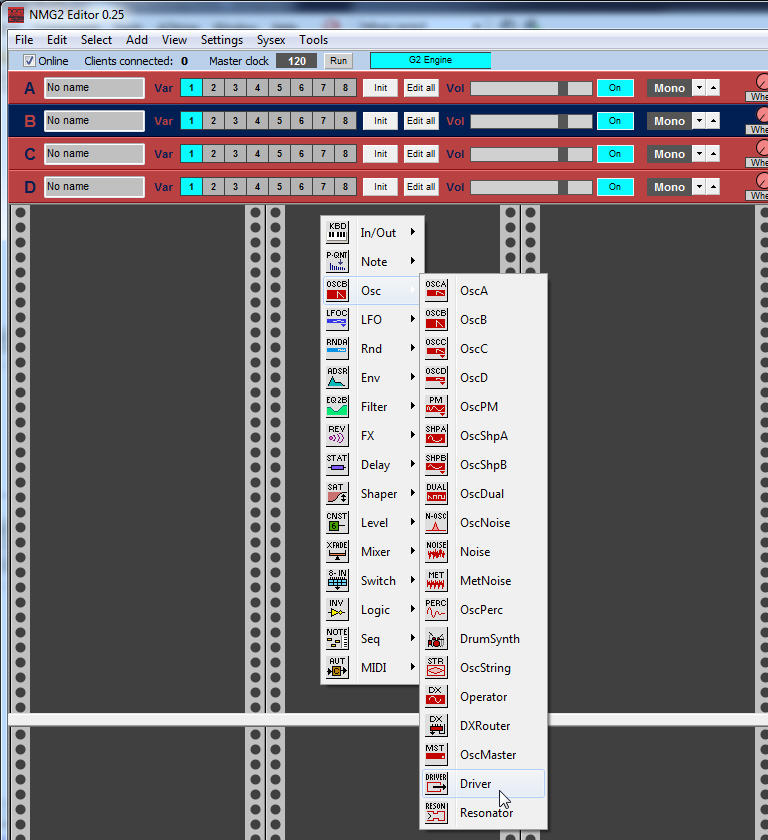 NMG2 Editor 0.25
File Edit Select Add View Settings Sysex Tools
Online Clients connected: 0 Master clock 120 Run G2 Engine
A No name Var 1 2 3 4 5 6 7 8 Init Edit all Vol On Mono
Whe
B No name Var 1 2 3 4 5 6 7 8 Init Edit all Vol On Mono
Whe
C No name Var 1 2 3 4 5 6 7 8 Init Edit all Vol On Mono
Whe
D No name Var 1 2 3 4 5 6 7 8 Init Edit all Vol On Mono
Whe
KBD In/Out
P-QNT Note
OSCB Osc
LFOC LFO
RNDA Rnd
ADSR Env
EQ2B Filter
REV FX
STAT Delay
SAT Shaper
CNST 6 Level
XFADE Mixer
8-IN Switch
INV Logic
NOTE Seq
AUT MIDI
OSCA OscA
OSCB OscB
OSCC OscC
OSCD OscD
PM OscPM
SHPA OscShpA
SHPB OscShpB
DUAL OscDual
N-OSC OscNoise
NOISE Noise
MET MetNoise
PERC OscPerc
DrumSynth
STR OscString
DX Operator
DX DXRouter
MST OscMaster
DRIVER Driver
RESON Resonator